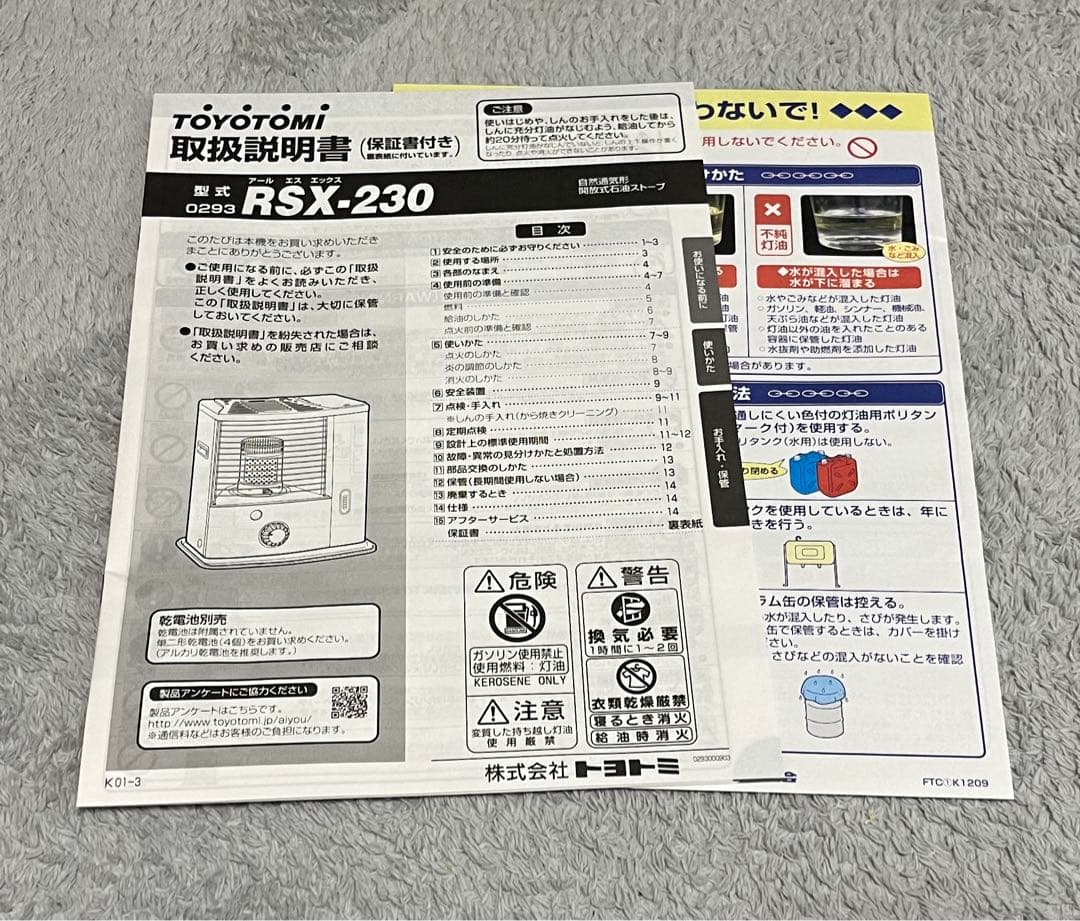 TOYOTOMI
取扱説明書(保証書付き)
裏表紙に付いています。
ご注意
使いはじめや、しんのお手入れをした後は、
しんに充分灯油がなじむよう、給油してから
約20分待って点火してください。
アール エス エックス
型式
0293 RSX-230
自然通気形
開放式石油ストーブ
このたびは本機をお買い求めいただき
まことにありがとうございます。
●ご使用になる前に、必ずこの「取扱
説明書」をよくお読みいただき、
正しく使用してください。
この「取扱説明書」は、大切に保管
しておいてください。
●「取扱説明書」を紛失された場合は、
お買い求めの販売店にご相談
ください。
目次
1 安全のために必ずお守りください 1~3
2 使用する場所 3
3 各部のなまえ 4
4 使用前の準備 4~7
使用前の準備と確認 4
燃料 5
給油のしかた 6
点火前の準備と確認 7
5 使いかた 7~9
点火のしかた 7
炎の調節のしかた 8
消火のしかた 8~9
6 安全装置 9
7 点検・手入れ 9~11
※しんの手入れ(から焼きクリーニング) 11
8 定期点検 11
9 設計上の標準使用期間 11~12
10 故障・異常の見分けかたと処置方法 12
11 部品交換のしかた 13
12 保管(長期間使用しない場合) 13
13 廃棄するとき 14
14 仕様 14
15 アフターサービス 14
保証書 裏表紙
お使いになる前に
使いかた
お手入れ・保管
乾電池別売
乾電池は附属されていません。
単二形乾電池(4個)をお買い求めください。
(アルカリ乾電池を推奨します。)
製品アンケートにご協力ください
製品アンケートはこちらです。
http://www.toyotomi.jp/aiyou/
※通信料などはお客様のご負担になります。
危険
ガソリン使用禁止
使用燃料：灯油
KEROSENE ONLY
注意
変質した持ち越し灯油
使用厳禁
警告
換気必要
1時間に1~2回
衣類乾燥厳禁
寝るとき消火
給油時消火
株式会社トヨトミ
0293000903
K01-3
わないで!
用しないでください。
けかた
不純
灯油
水・ごみ
など混入
◆水が混入した場合は
水が下に溜まる
○水やごみなどが混入した灯油
○ガソリン、軽油、シンナー、機械油、
天ぷら油などが混入した灯油
○灯油以外の油を入れたことのある
容器に保管した灯油
○水抜剤や助燃剤を添加した灯油
場合があります。
法
通しにくい色付の灯油用ポリタン
マーク付)を使用する。
リタンク(水用)は使用しない。
り閉める
クを使用しているときは、年に
きを行う。
ラム缶の保管は控える。
水が混入したり、さびが発生します。
缶で保管するときは、カバーを掛け
い。
さびなどの混入がないことを確認
FTC①K1209